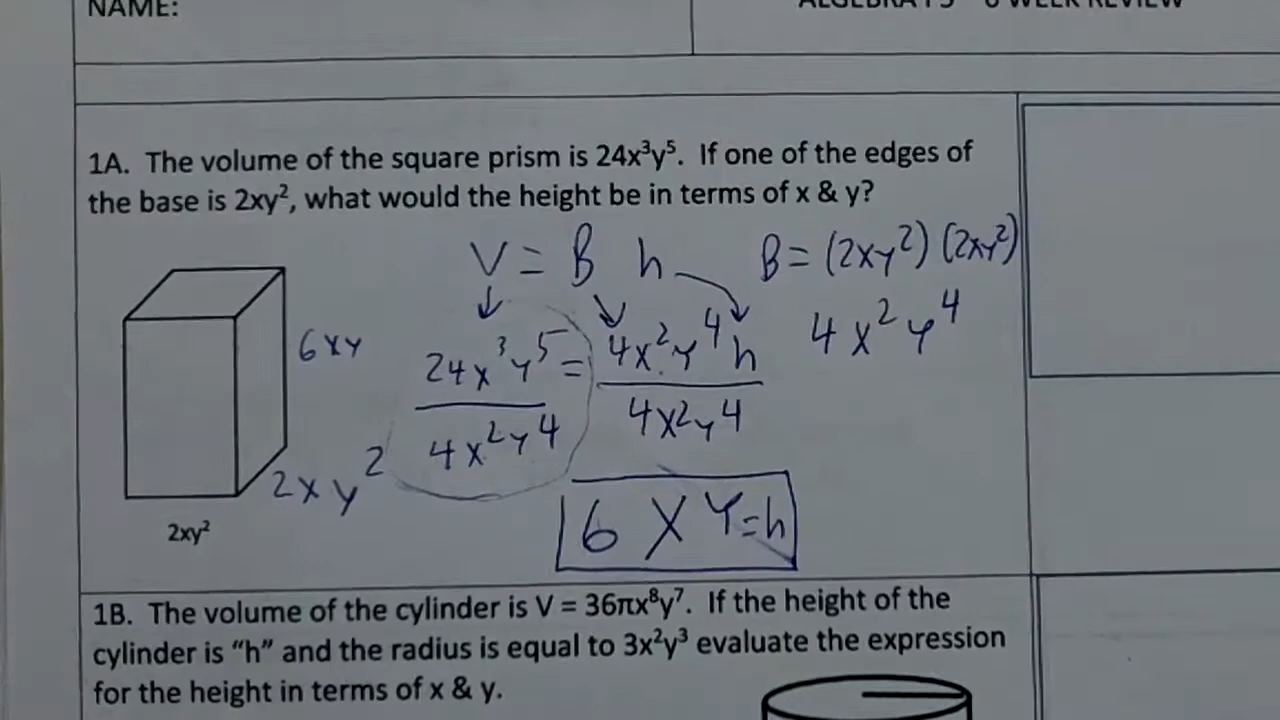 NAME:
ALGEBRA I
6 WEEK REVIEW
1A. The volume of the square prism is 24x³y⁵. If one of the edges of
the base is 2xy², what would the height be in terms of x & y?
V = B h
B = (2xy²) (2xy²)
4x²y⁴
24x³y⁵ = 4x²y⁴h
4x²y⁴ 4x²y⁴
6xy
2xy²
2xy²
6XY=h
1B. The volume of the cylinder is V = 36πx⁸y⁷. If the height of the
cylinder is “h” and the radius is equal to 3x²y³ evaluate the expression
for the height in terms of x & y.